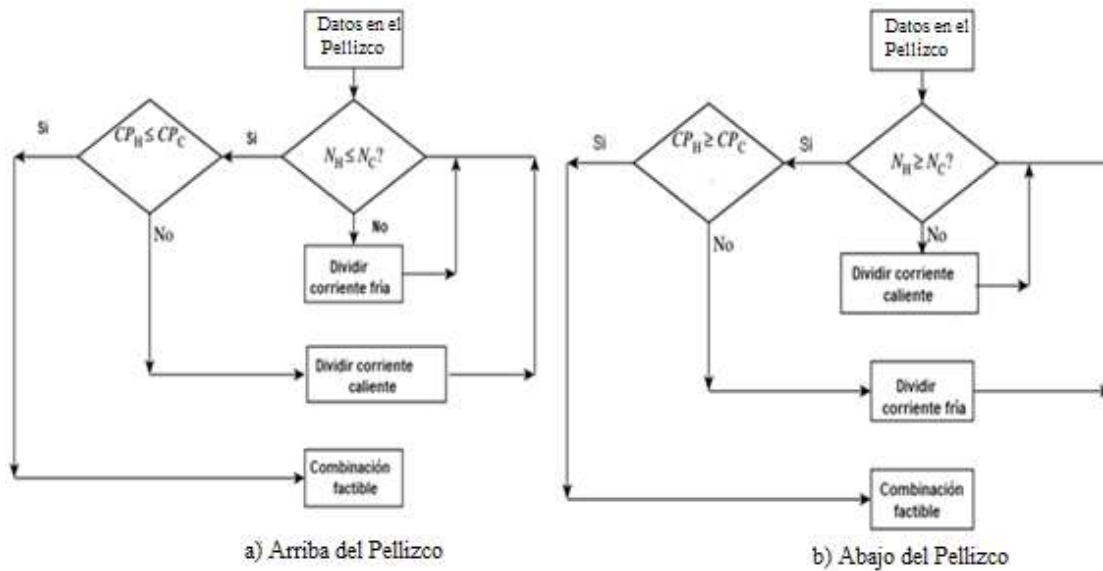 Datos en el
Pellizco
Si
CP_H ≤ CP_C
Si
N_H ≤ N_C?
No
No
Dividir
corriente fría
Dividir corriente
caliente
Combinación
factible
a) Arriba del Pellizco
Datos en el
Pellizco
Si
CP_H ≥ CP_C
Si
N_H ≥ N_C?
No
No
Dividir corriente
caliente
Dividir
corriente fría
Combinación
factible
b) Abajo del Pellizco